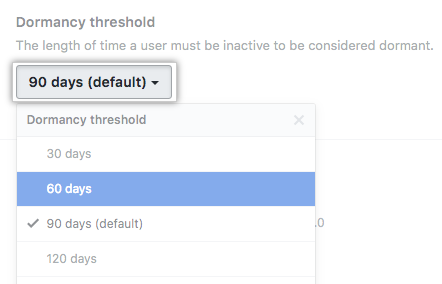 Dormancy threshold
The length of time a user must be inactive to be considered dormant.
90 days (default)
Dormancy threshold
30 days
60 days
90 days (default)
.0
120 days